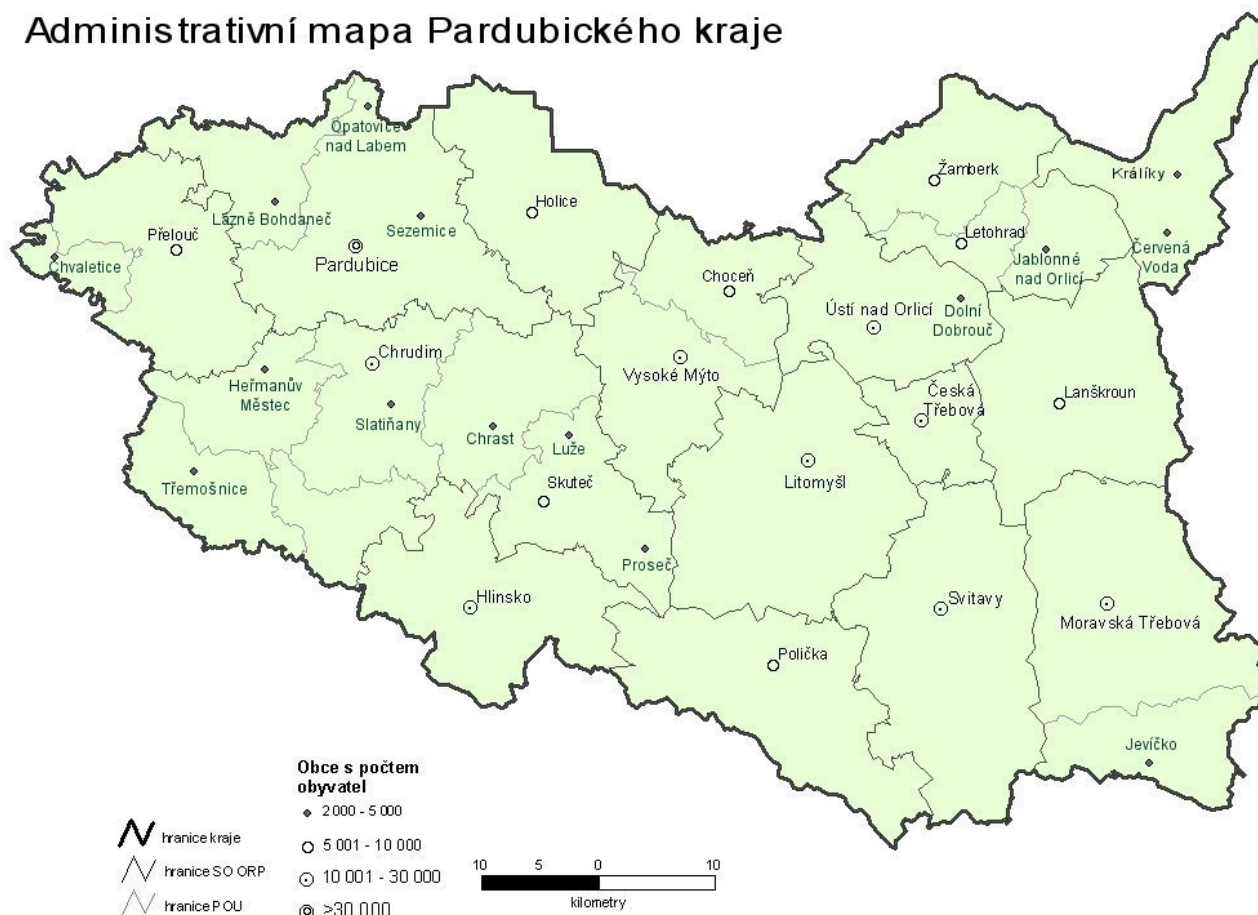 Administrativní mapa Pardubického kraje
Opatovice
nad Labem
Žamberk
Králíky
Lázně Bohdaneč
Holice
Sezemice
Přelouč
Letohrad
Červená
Voda
Chvaletice
Pardubice
Choceň
Jablonné
nad Orlicí
Ústí nad Orlicí
Dolní
Dobrouč
Chrudim
Heřmanův
Městec
Vysoké Mýto
Česká
Třebová
Lanškroun
Slatiňany
Chrast
Luže
Třemošnice
Skuteč
Litomyšl
Proseč
Hlinsko
Svitavy
Moravská Třebová
Polička
Jevíčko
Obce s počtem
obyvatel
2 000 - 5 000
5 001 - 10 000
10 001 - 30 000
>30 000
hranice kraje
hranice SO ORP
hranice POU
10 5 0 10
kilometry